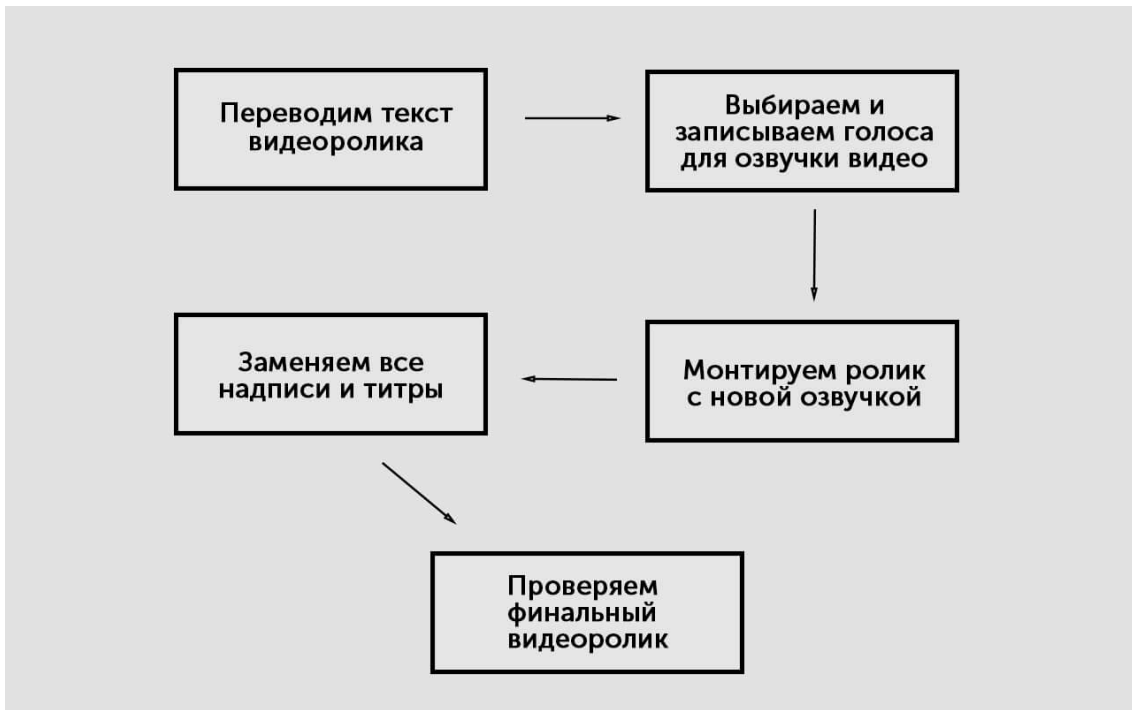 Переводим текст
видеоролика
Выбираем и
записываем голоса
для озвучки видео
Монтируем ролик
с новой озвучкой
Заменяем все
надписи и титры
Проверяем
финальный
видеоролик